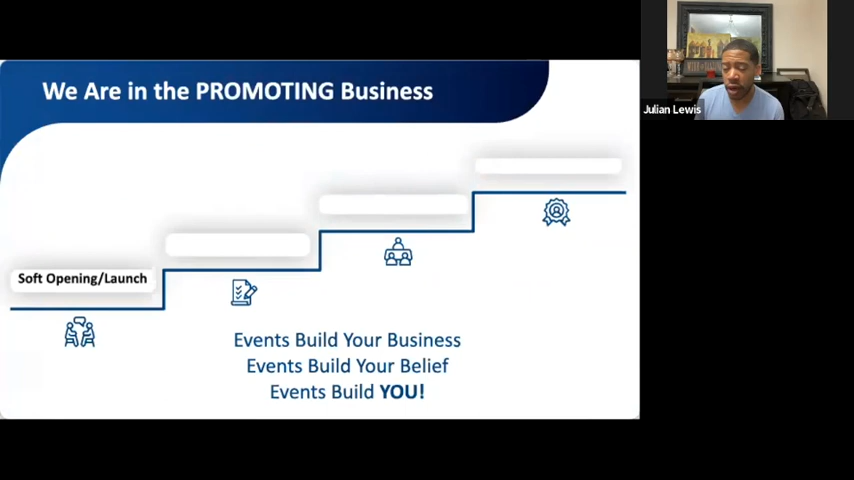 We Are in the PROMOTING Business
Julian Lewis
Soft Opening/Launch
Events Build Your Business
Events Build Your Belief
Events Build YOU!